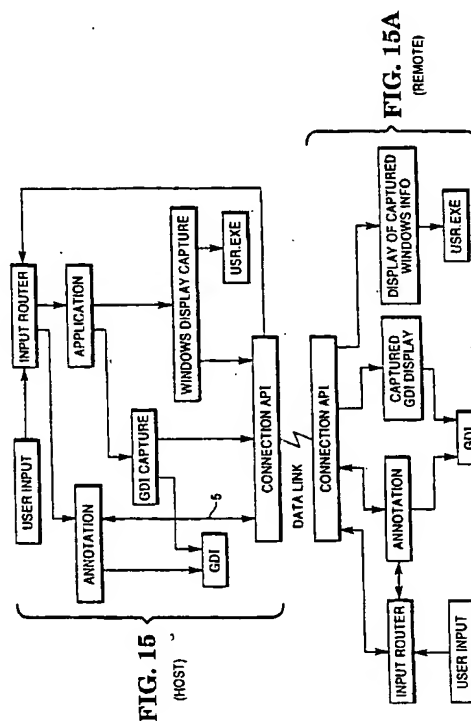 FIG. 15
(HOST)
USER INPUT
INPUT ROUTER
ANNOTATION
APPLICATION
GDI CAPTURE
WINDOWS DISPLAY CAPTURE
5
GDI
USR.EXE
CONNECTION API
DATA LINK
FIG. 15A
(REMOTE)
CONNECTION API
INPUT ROUTER
ANNOTATION
CAPTURED
GDI DISPLAY
DISPLAY OF CAPTURED
WINDOWS INFO
USER INPUT
GDI
USR.EXE